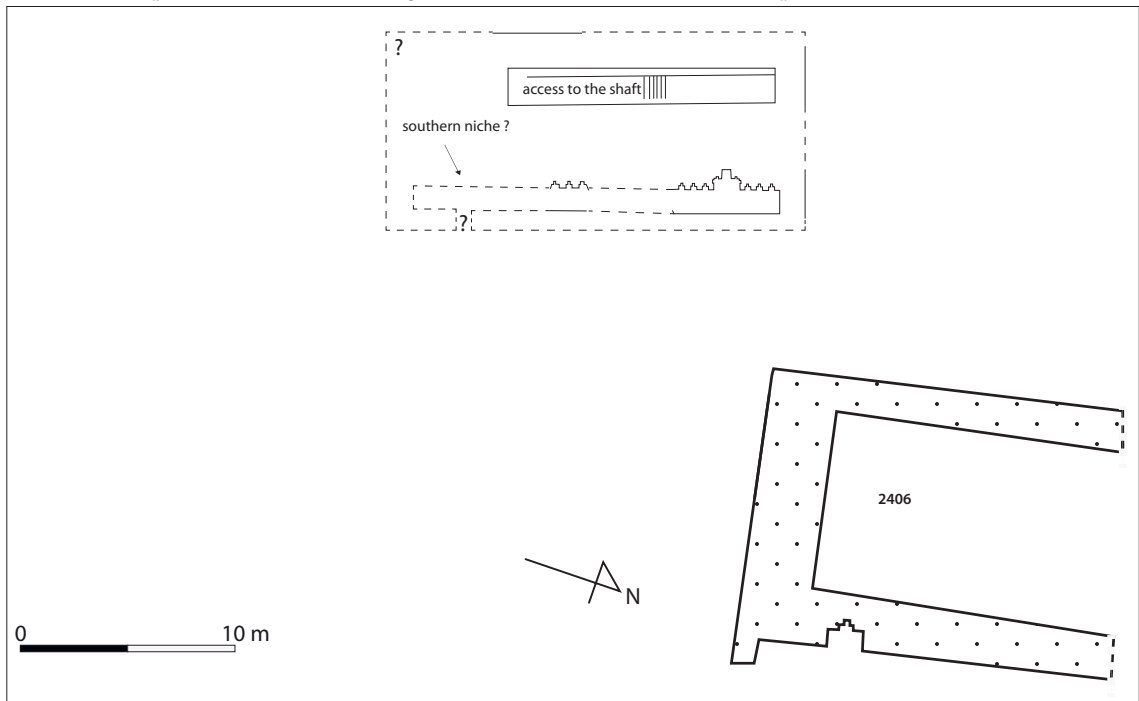 ?
access to the shaft
southern niche ?
?
2406
N
0 10 m